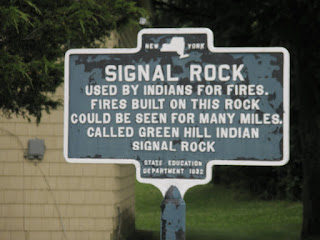 NEW YORK
SIGNAL ROCK
USED BY INDIANS FOR FIRES.
FIRES BUILT ON THIS ROCK
COULD BE SEEN FOR MANY MILES.
CALLED GREEN HILL INDIAN
SIGNAL ROCK
STATE EDUCATION
DEPARTMENT 1932